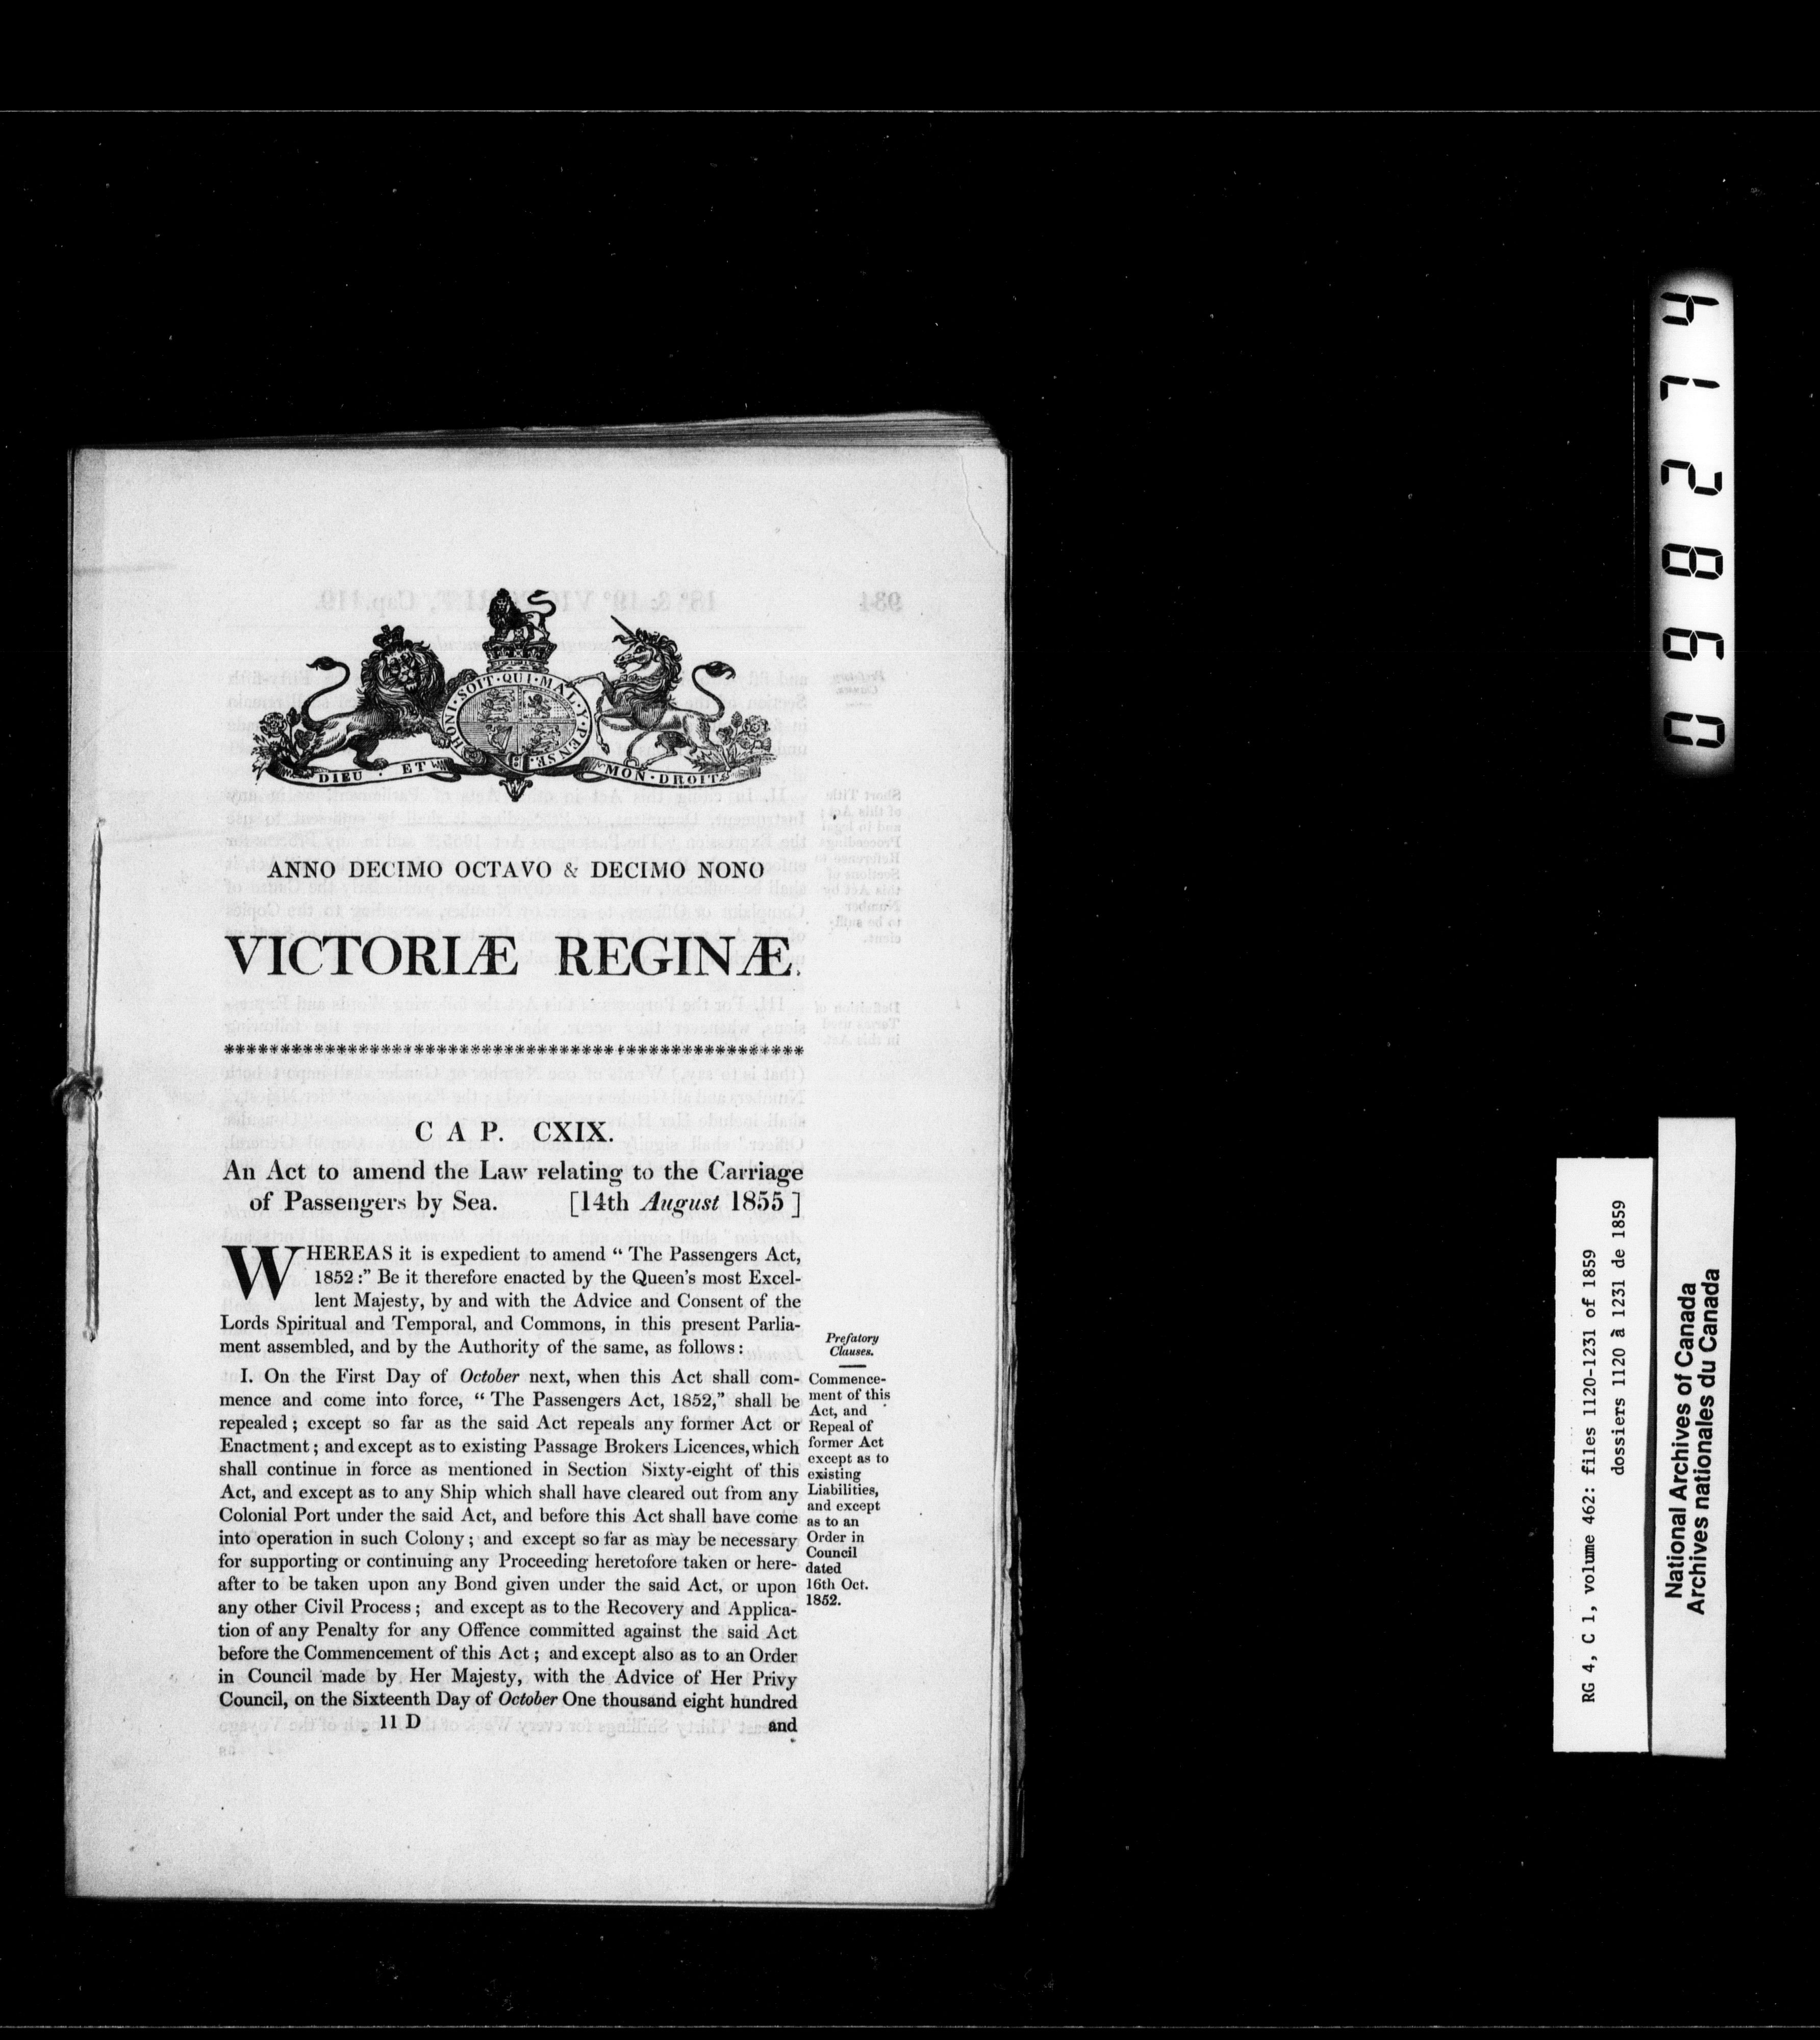 HONI·SOIT·QUI·MAL·Y·PENSE·
DIEU · ET MON·DROIT
ANNO DECIMO OCTAVO & DECIMO NONO
VICTORIÆ REGINÆ.
C A P. CXIX.
An Act to amend the Law relating to the Carriage
of Passengers by Sea. [14th August 1855 ]
WHEREAS it is expedient to amend “ The Passengers Act,
1852 :” Be it therefore enacted by the Queen’s most Excel-
lent Majesty, by and with the Advice and Consent of the
Lords Spiritual and Temporal, and Commons, in this present Parlia-
ment assembled, and by the Authority of the same, as follows :
I. On the First Day of October next, when this Act shall com-
mence and come into force, “ The Passengers Act, 1852,” shall be
repealed ; except so far as the said Act repeals any former Act or
Enactment ; and except as to existing Passage Brokers Licences, which
shall continue in force as mentioned in Section Sixty-eight of this
Act, and except as to any Ship which shall have cleared out from any
Colonial Port under the said Act, and before this Act shall have come
into operation in such Colony ; and except so far as may be necessary
for supporting or continuing any Proceeding heretofore taken or here-
after to be taken upon any Bond given under the said Act, or upon
any other Civil Process ; and except as to the Recovery and Applica-
tion of any Penalty for any Offence committed against the said Act
before the Commencement of this Act ; and except also as to an Order
in Council made by Her Majesty, with the Advice of Her Privy
Council, on the Sixteenth Day of October One thousand eight hundred
11 D and
Prefatory
Clauses.
Commence-
ment of this
Act, and
Repeal of
former Act
except as to
existing
Liabilities,
and except
as to an
Order in
Council
dated
16th Oct.
1852.
068274
RG 4, C 1, volume 462: files 1120-1231 of 1859
dossiers 1120 à 1231 de 1859
National Archives of Canada
Archives nationales du Canada